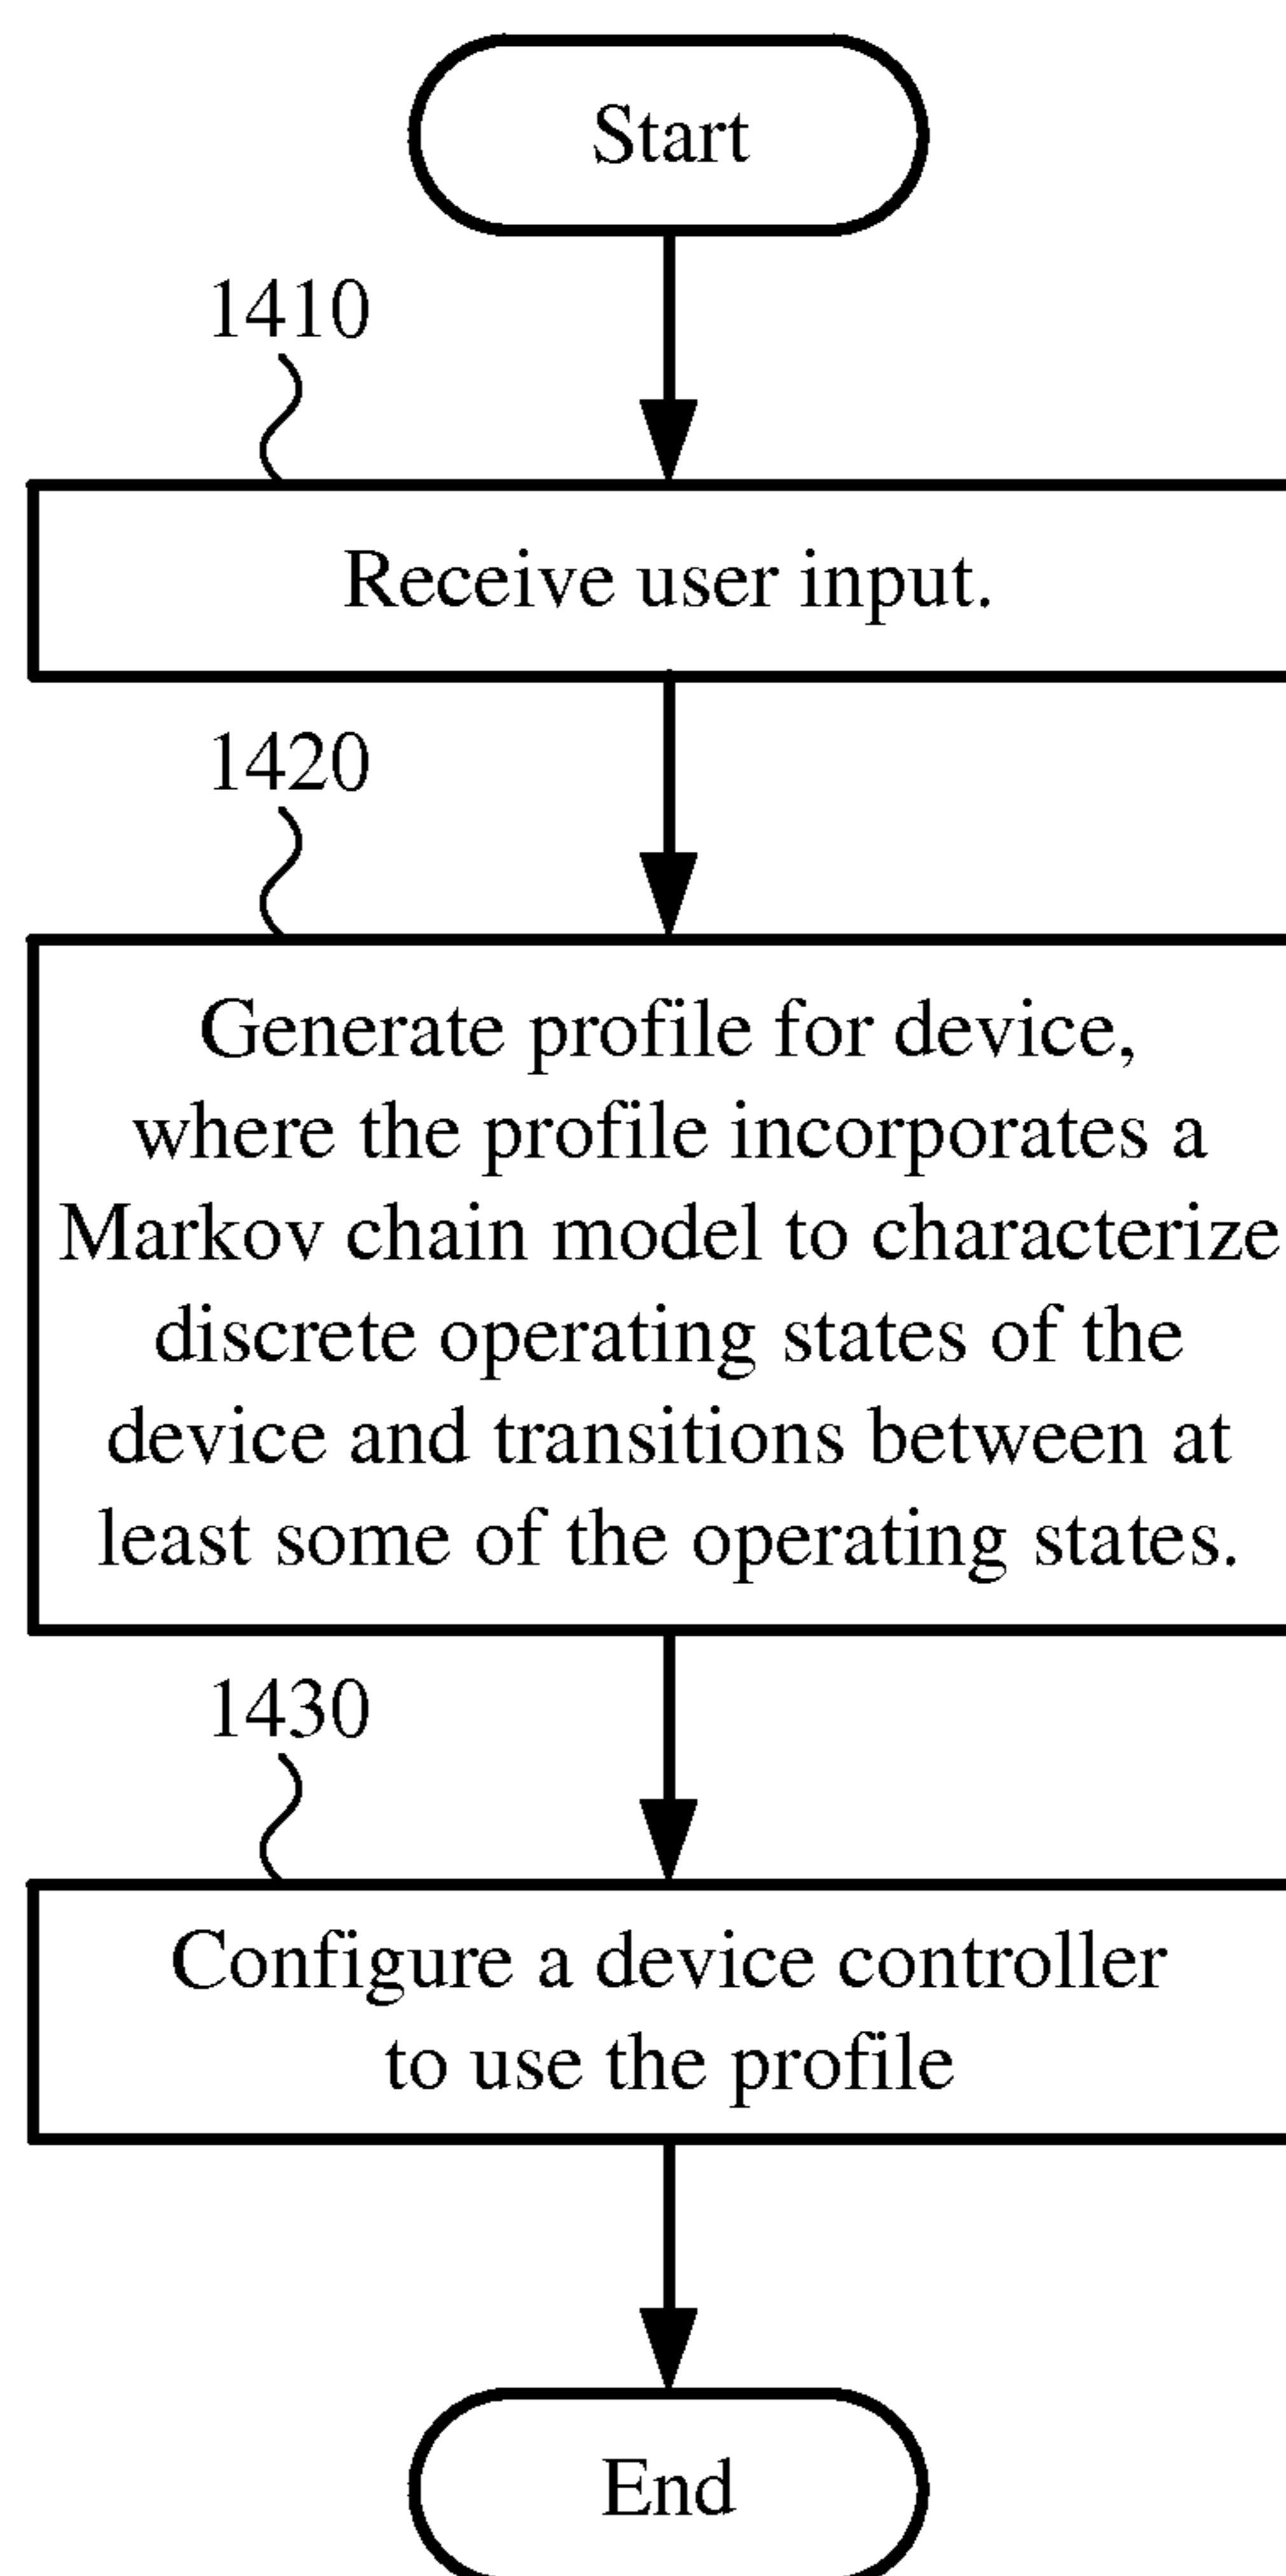 Start
1410
Receive user input.
1420
Generate profile for device,
where the profile incorporates a
Markov chain model to characterize
discrete operating states of the
device and transitions between at
least some of the operating states.
1430
Configure a device controller
to use the profile
End